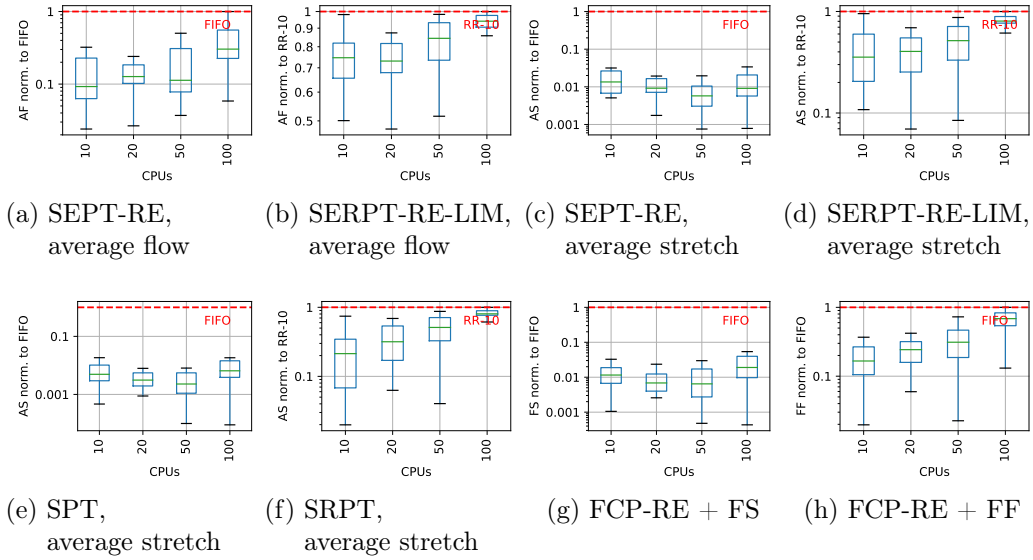 1
0.1
AF norm. to FIFO
FIFO
10
20
50
100
CPUs
(a) SEPT-RE,
average flow
1.0
0.9
0.8
0.7
0.6
0.5
AF norm. to RR-10
RR-10
10
20
50
100
CPUs
(b) SERPT-RE-LIM,
average flow
1
0.1
0.01
0.001
AS norm. to FIFO
FIFO
10
20
50
100
CPUs
(c) SEPT-RE,
average stretch
1
0.1
AS norm. to RR-10
RR-10
10
20
50
100
CPUs
(d) SERPT-RE-LIM,
average stretch
0.1
0.001
AS norm. to FIFO
FIFO
10
20
50
100
CPUs
(e) SPT,
average stretch
1
0.1
AS norm. to RR-10
RR-10
10
20
50
100
CPUs
(f) SRPT,
average stretch
1
0.1
0.01
0.001
FS norm. to FIFO
FIFO
10
20
50
100
CPUs
(g) FCP-RE + FS
1
0.1
FF norm. to FIFO
FIFO
10
20
50
100
CPUs
(h) FCP-RE + FF